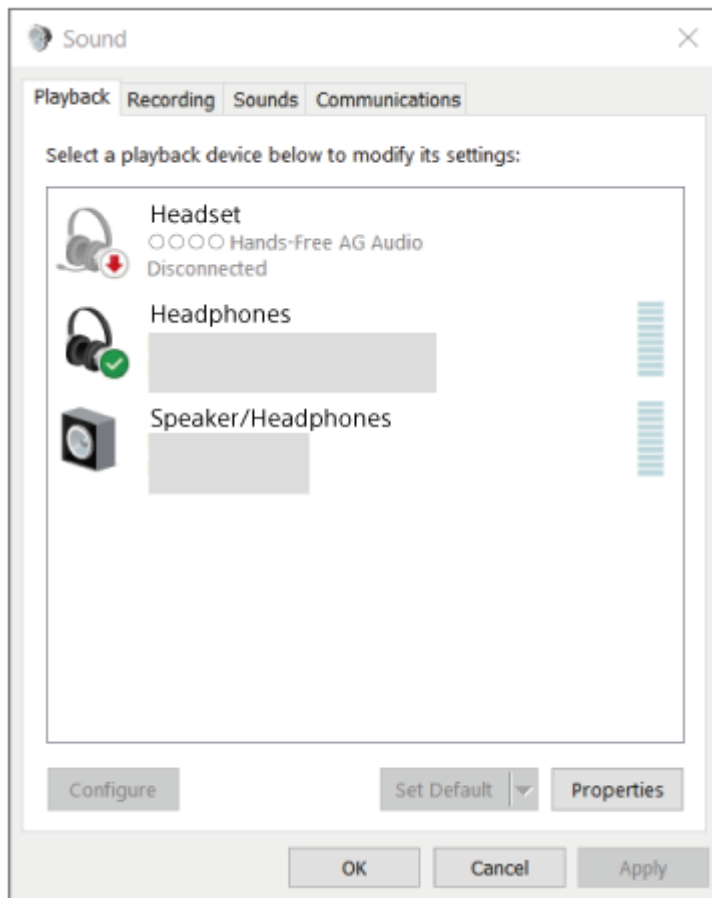 Sound
Playback Recording Sounds Communications
Select a playback device below to modify its settings:
Headset
○○○○ Hands-Free AG Audio
Disconnected
Headphones
Speaker/Headphones
Configure Set Default Properties
OK Cancel Apply